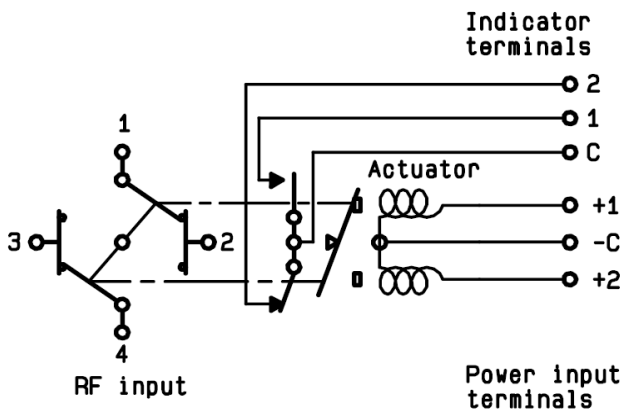 Indicator
terminals
2
1
C
1
Actuator
+1
3
2
-C
+2
4
RF input
Power input
terminals